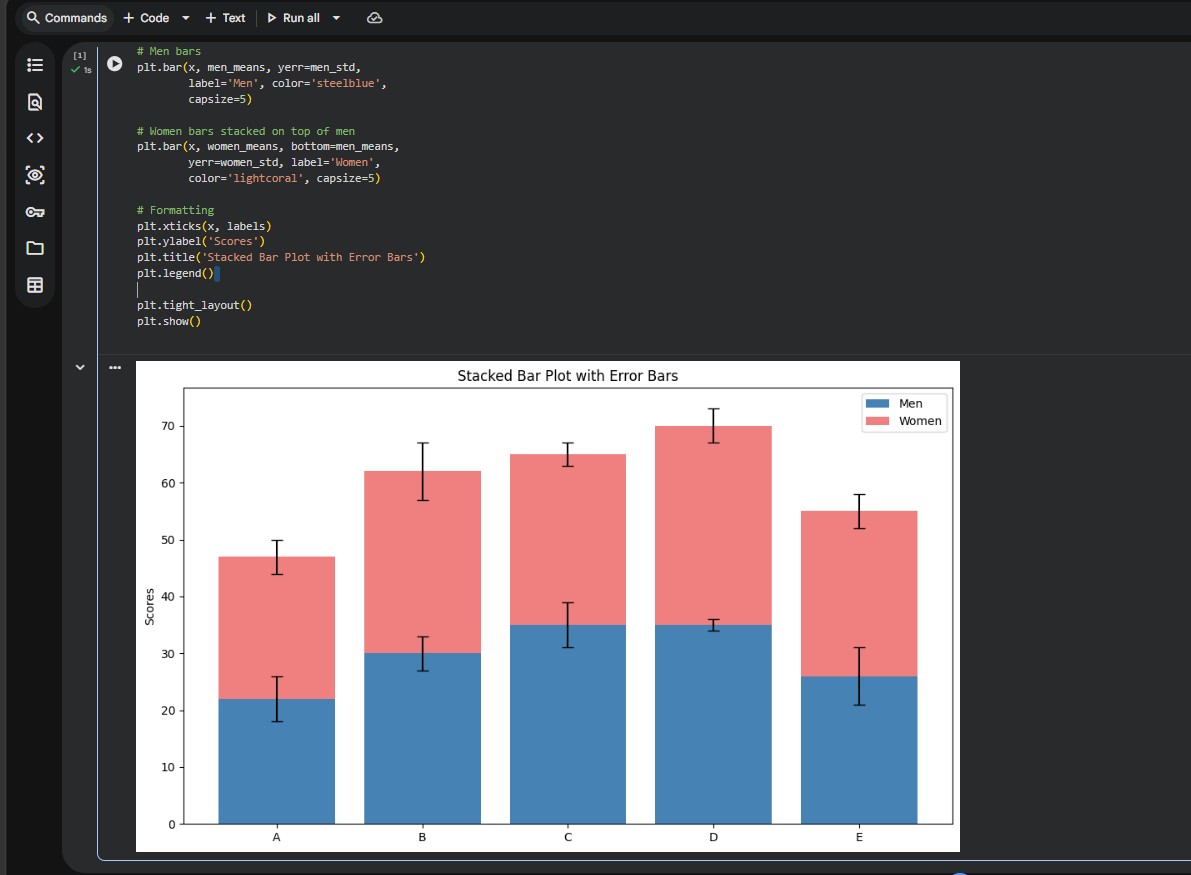 Commands + Code + Text Run all
[1]
1s
# Men bars
plt.bar(x, men_means, yerr=men_std,
        label='Men', color='steelblue',
        capsize=5)
# Women bars stacked on top of men
plt.bar(x, women_means, bottom=men_means,
        yerr=women_std, label='Women',
        color='lightcoral', capsize=5)
# Formatting
plt.xticks(x, labels)
plt.ylabel('Scores')
plt.title('Stacked Bar Plot with Error Bars')
plt.legend()
plt.tight_layout()
plt.show()
Stacked Bar Plot with Error Bars
Men
Women
70
60
50
40
30
20
10
0
Scores
A B C D E